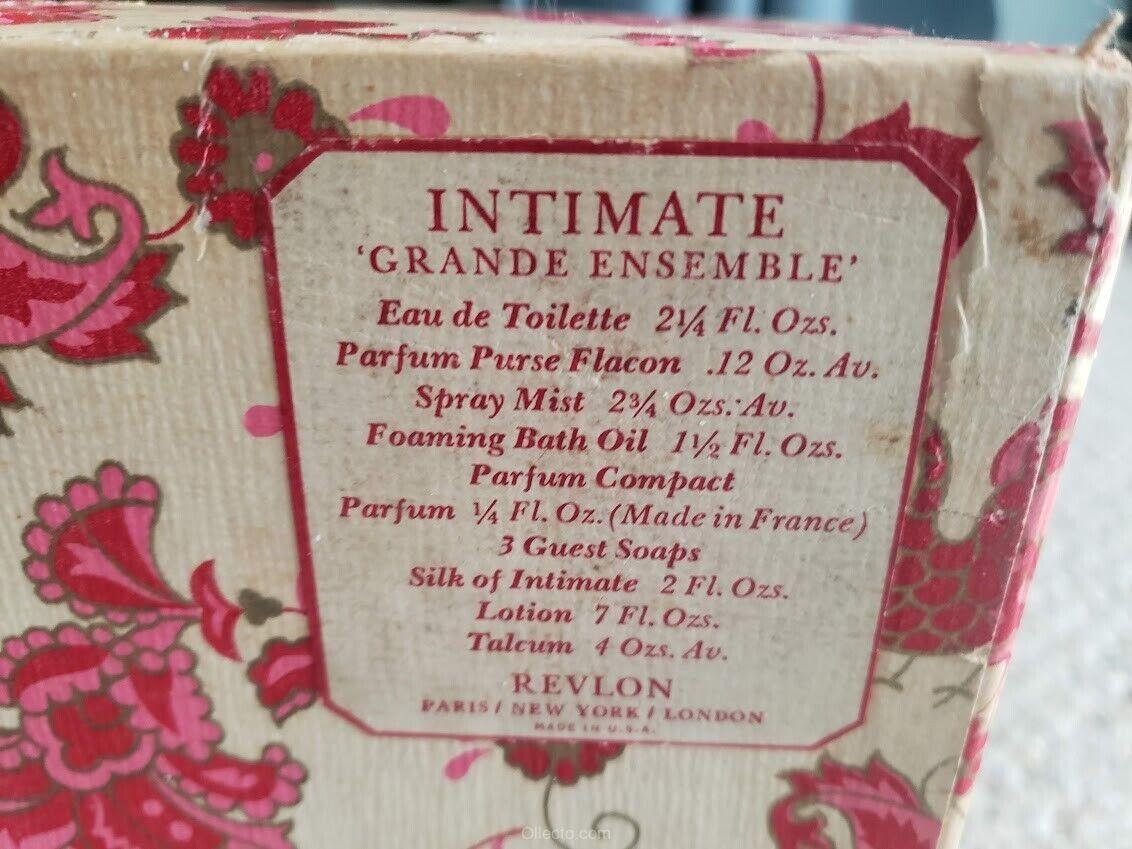 INTIMATE
'GRANDE ENSEMBLE'
Eau de Toilette 2¼ Fl. Ozs.
Parfum Purse Flacon .12 Oz. Av.
Spray Mist 2¾ Ozs. Av.
Foaming Bath Oil 1½ Fl. Ozs.
Parfum Compact
Parfum ¼ Fl. Oz. (Made in France)
3 Guest Soaps
Silk of Intimate 2 Fl. Ozs.
Lotion 7 Fl. Ozs.
Talcum 4 Ozs. Av.
REVLON
PARIS / NEW YORK / LONDON
MADE IN U.S.A.
Ollecto.com